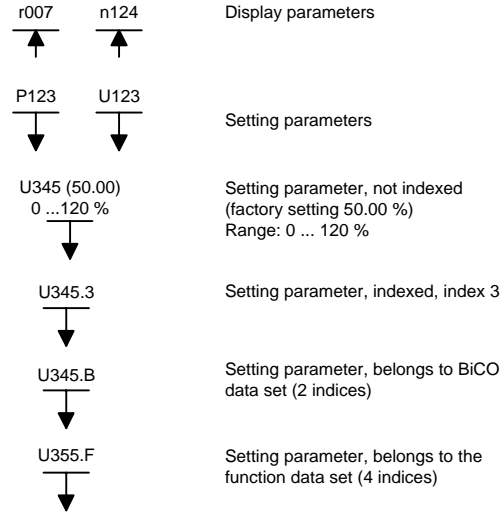 r007 n124 Display parameters
P123 U123
Setting parameters
U345 (50.00)
0 ...120 %
Setting parameter, not indexed
(factory setting 50.00 %)
Range: 0 ... 120 %
U345.3 Setting parameter, indexed, index 3
U345.B
Setting parameter, belongs to BiCO
data set (2 indices)
U355.F
Setting parameter, belongs to the
function data set (4 indices)